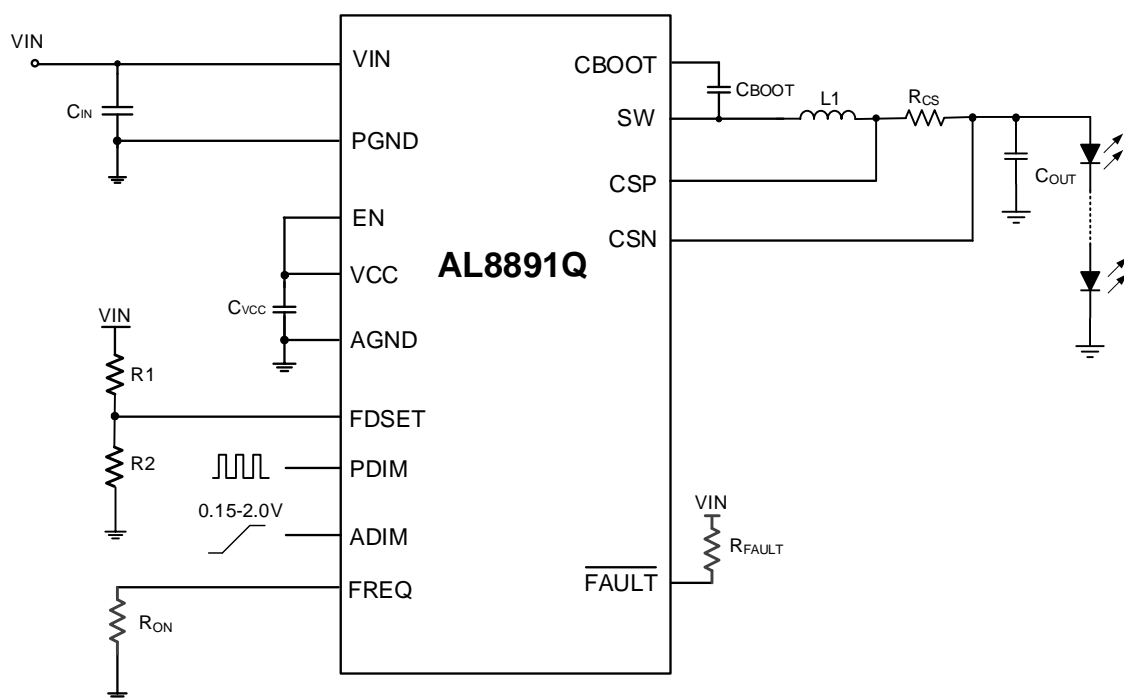 VIN
VIN
CIN
PGND
EN
VCC
CVCC
AGND
VIN
R1
FDSET
R2
PDIM
0.15-2.0V
ADIM
FREQ
RON
AL8891Q
CBOOT
CBOOT
SW
L1
RCS
CSP
COUT
CSN
VIN
RFAULT
FAULT